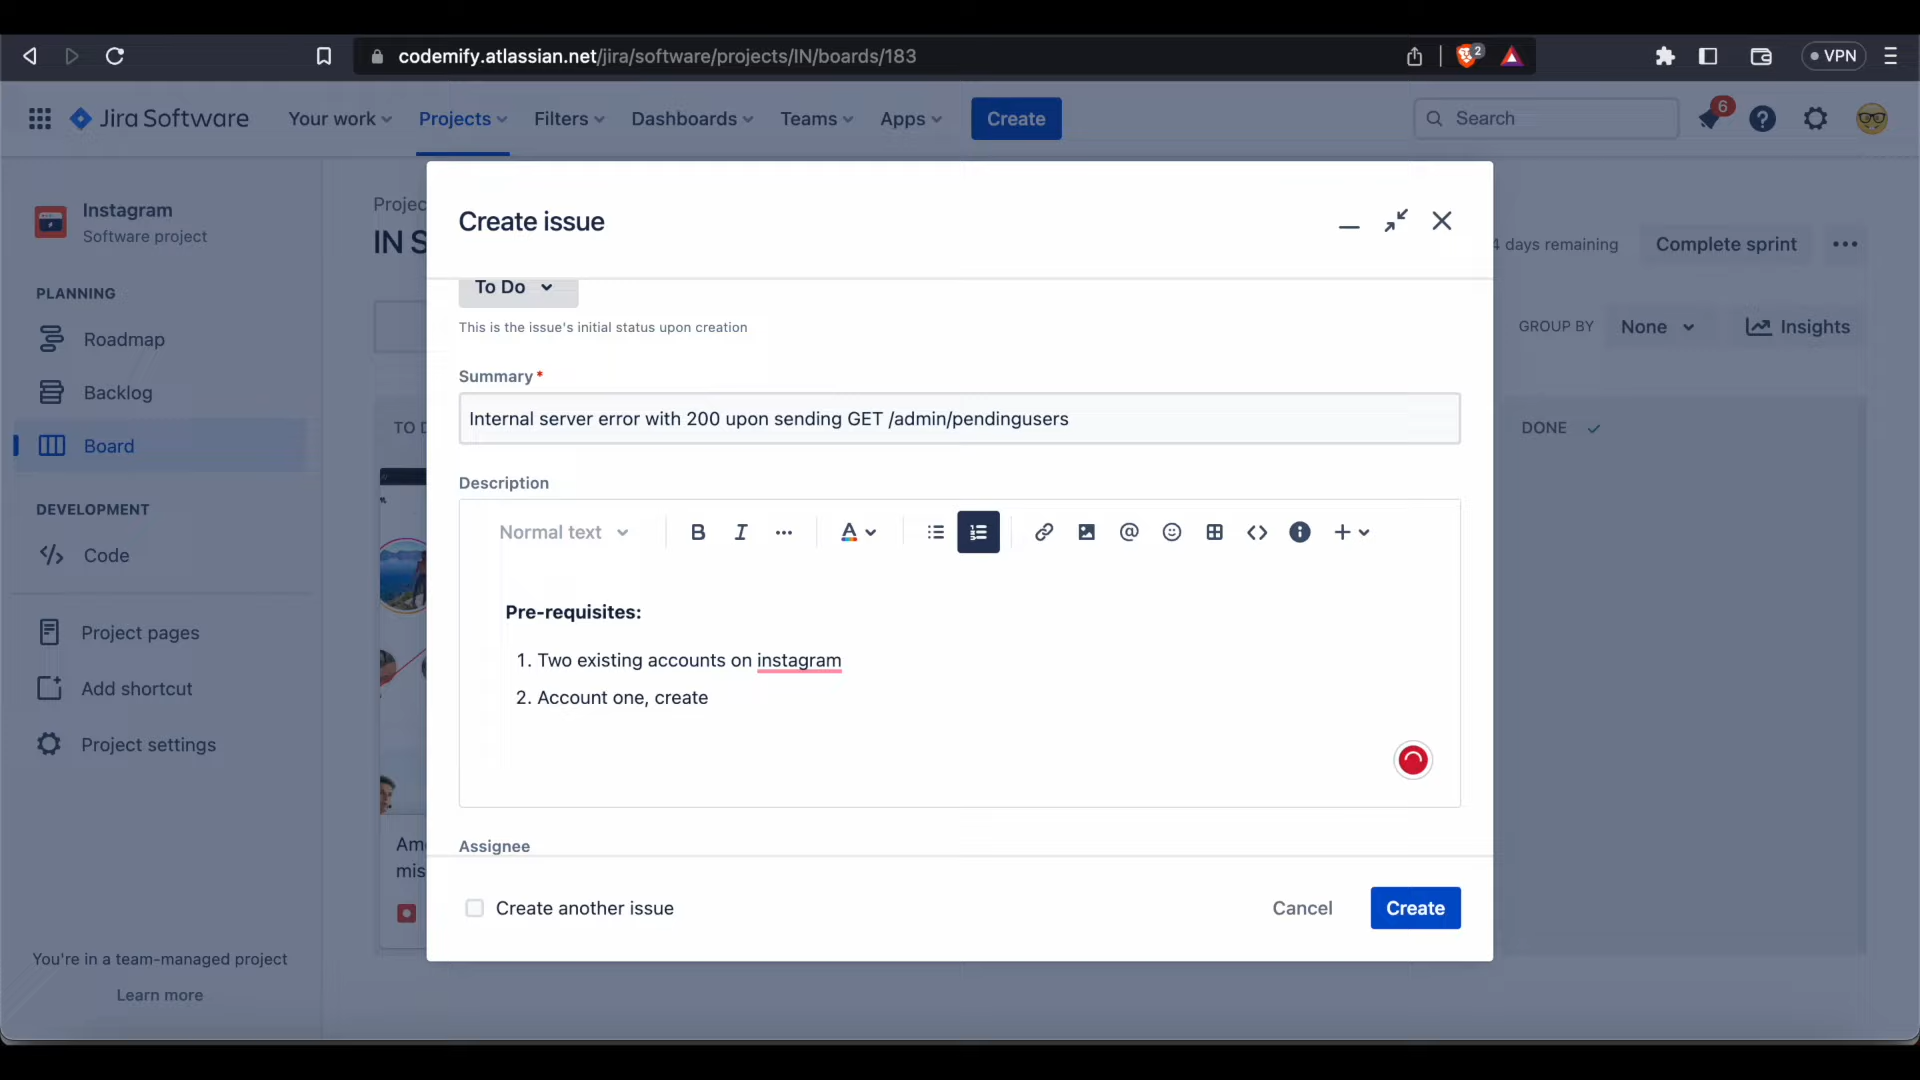 codemify.atlassian.net/jira/software/projects/IN/boards/183
2
VPN
Jira Software
Your work
Projects
Filters
Dashboards
Teams
Apps
Create
Search
6
Instagram
Software project
PLANNING
Roadmap
Backlog
Board
DEVELOPMENT
Code
Project pages
Add shortcut
Project settings
You're in a team-managed project
Learn more
Projec
IN S
4 days remaining
Complete sprint
GROUP BY
None
Insights
TO D
DONE
Am
mis
Create issue
To Do
This is the issue's initial status upon creation
Summary*
Internal server error with 200 upon sending GET /admin/pendingusers
Description
Normal text
Pre-requisites:
1. Two existing accounts on instagram
2. Account one, create
Assignee
Create another issue
Cancel
Create